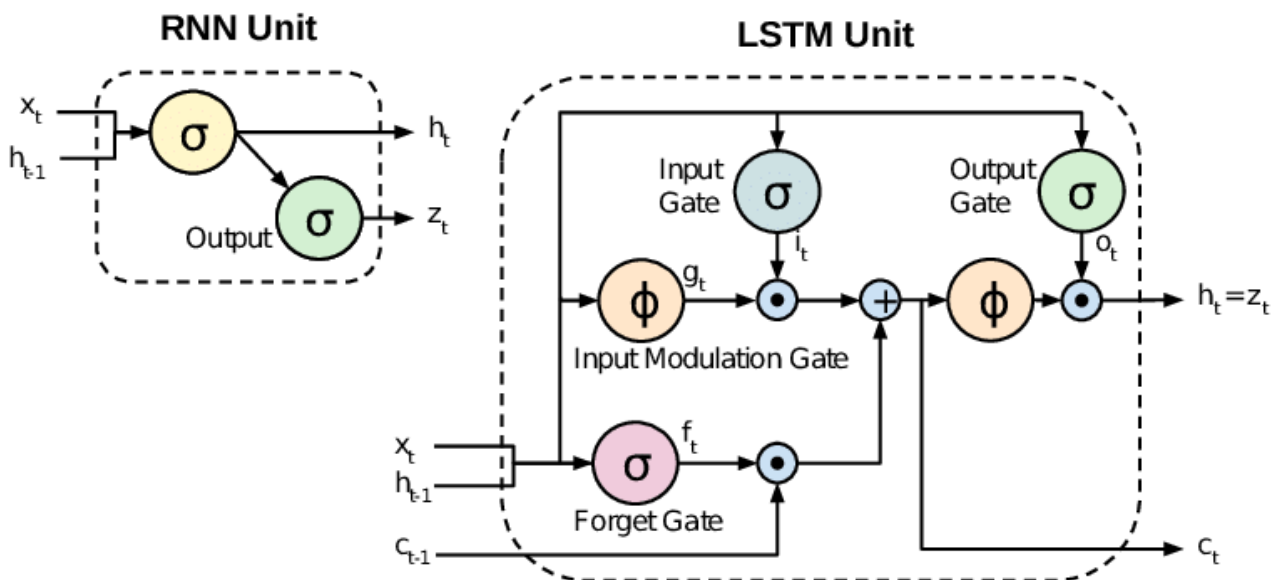 RNN Unit
xₜ
hₜ₋₁
σ
hₜ
σ
zₜ
Output
LSTM Unit
Input
Gate
σ
iₜ
Output
Gate
σ
oₜ
ϕ
gₜ
+
ϕ
hₜ=zₜ
Input Modulation Gate
xₜ
hₜ₋₁
σ
fₜ
Forget Gate
cₜ₋₁
cₜ